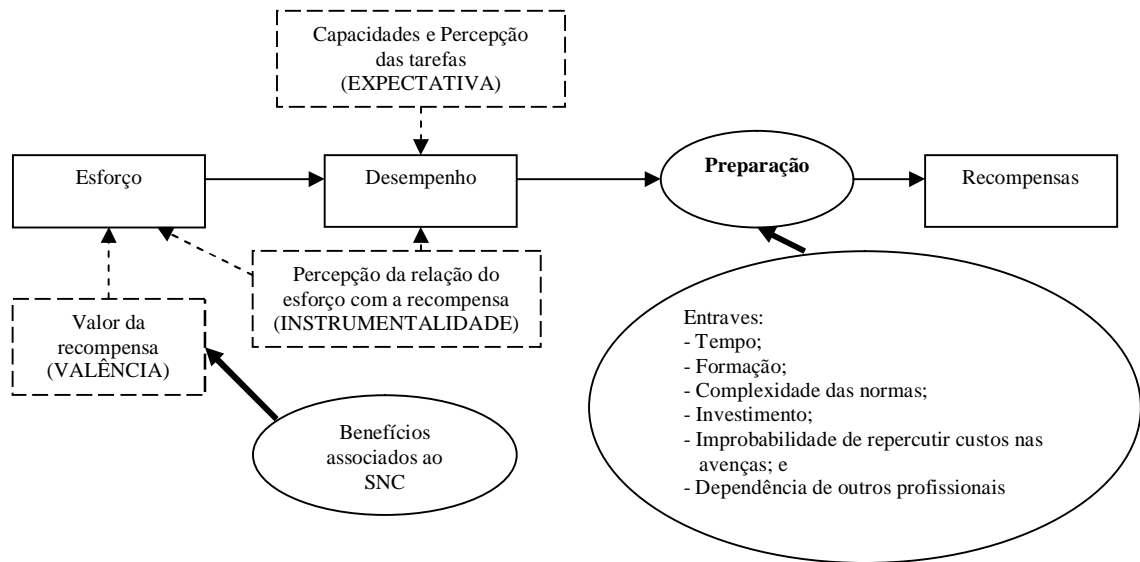 Capacidades e Percepção
das tarefas
(EXPECTATIVA)
Esforço
Desempenho
Preparação
Recompensas
Percepção da relação do
esforço com a recompensa
(INSTRUMENTALIDADE)
Valor da
recompensa
(VALÊNCIA)
Benefícios
associados ao
SNC
Entraves:
- Tempo;
- Formação;
- Complexidade das normas;
- Investimento;
- Improbabilidade de repercutir custos nas
avenças; e
- Dependência de outros profissionais